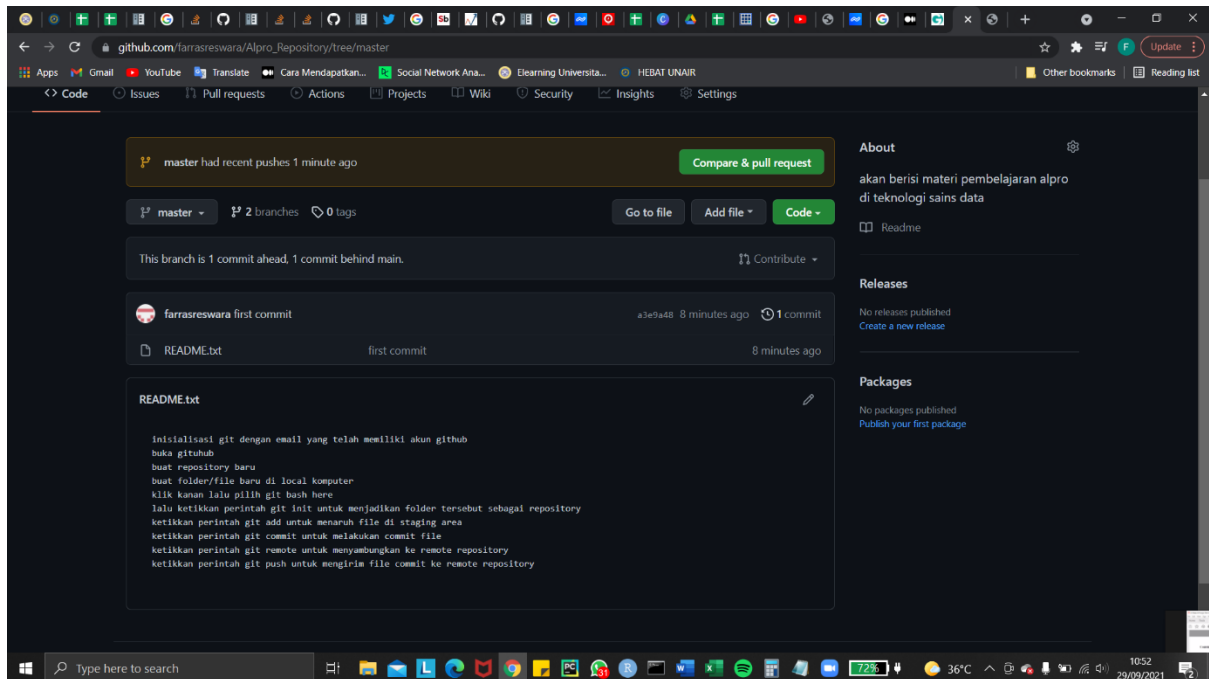 github.com/farrasreswara/Alpro_Repository/tree/master
Update
Apps Gmail YouTube Translate Cara Mendapatkan... Social Network Ana... Elearning Universita... HEBAT UNAIR Other bookmarks Reading list
<> Code Issues Pull requests Actions Projects Wiki Security Insights Settings
master had recent pushes 1 minute ago Compare & pull request
master 2 branches 0 tags Go to file Add file Code
This branch is 1 commit ahead, 1 commit behind main. Contribute
farrasreswara first commit a3e9a48 8 minutes ago 1 commit
README.txt first commit 8 minutes ago
README.txt
inisialisasi git dengan email yang telah memiliki akun github
buka gituhub
buat repository baru
buat folder/file baru di local komputer
klik kanan lalu pilih git bash here
lalu ketikkan perintah git init untuk menjadikan folder tersebut sebagai repository
ketikkan perintah git add untuk menaruh file di staging area
ketikkan perintah git commit untuk melakukan commit file
ketikkan perintah git remote untuk menyambungkan ke remote repository
ketikkan perintah git push untuk mengirim file commit ke remote repository
About
akan berisi materi pembelajaran alpro
di teknologi sains data
Readme
Releases
No releases published
Create a new release
Packages
No packages published
Publish your first package
Type here to search
72%
36°C
10:52
29/09/2021